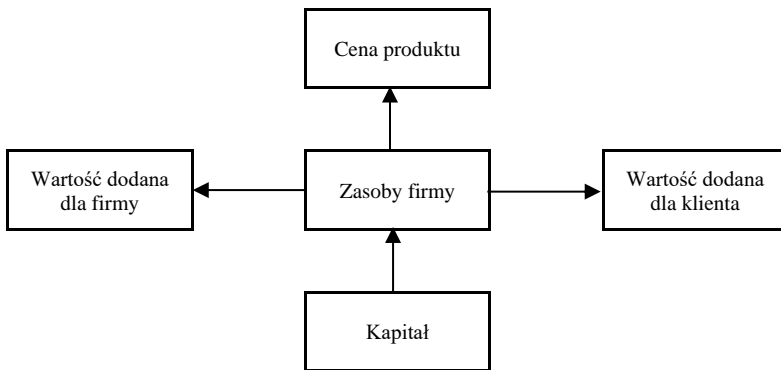 Cena produktu
Wartość dodana
dla firmy
Zasoby firmy
Wartość dodana
dla klienta
Kapitał